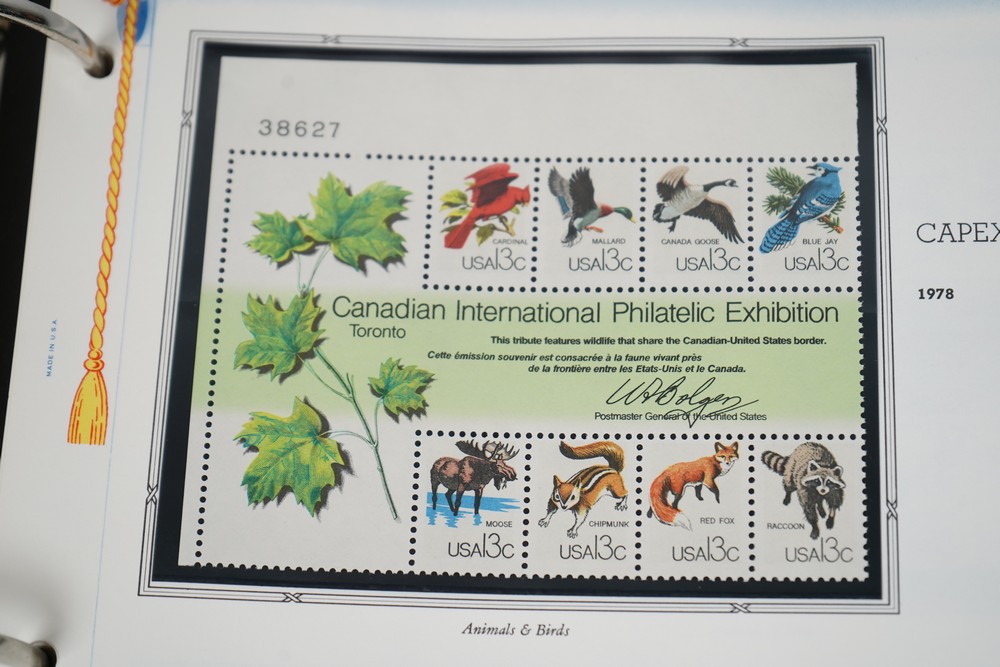 38627
CARDINAL
USA13c
MALLARD
USA13c
CANADA GOOSE
USA13c
BLUE JAY
USA13c
Canadian International Philatelic Exhibition
Toronto
This tribute features wildlife that share the Canadian-United States border.
Cette émission souvenir est consacrée à la faune vivant près
de la frontière entre les Etats-Unis et le Canada.
WFBolger
Postmaster General of the United States
MOOSE
USA13c
CHIPMUNK
USA13c
RED FOX
USA13c
RACCOON
USA13c
CAPEX
1978
MADE IN U.S.A
Animals & Birds